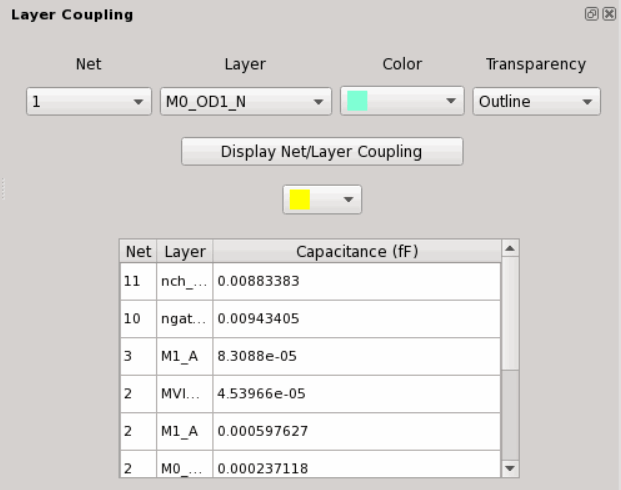 Layer Coupling
Net Layer Color Transparency
1 M0_OD1_N Outline
Display Net/Layer Coupling
Net Layer Capacitance (fF)
11 nch_... 0.00883383
10 ngat... 0.00943405
3 M1_A 8.3088e-05
2 MVI... 4.53966e-05
2 M1_A 0.000597627
2 M0_... 0.000237118